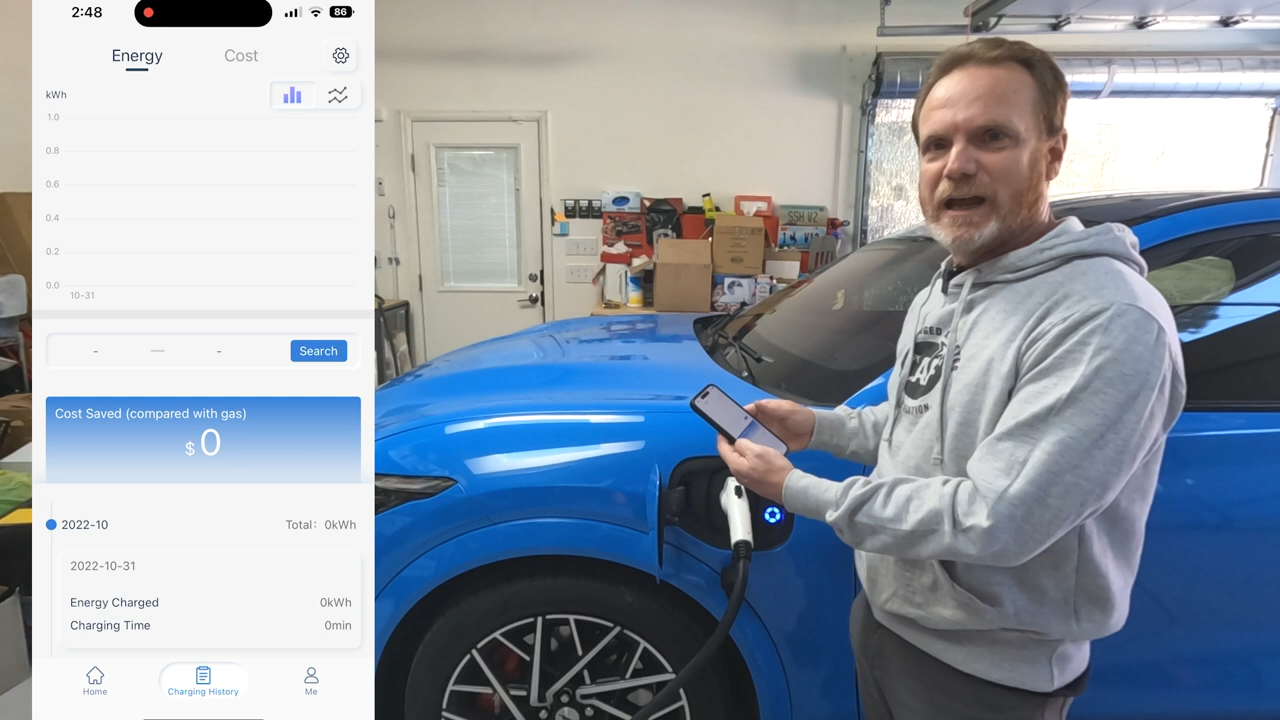 2:48
86
Energy
Cost
kWh
1.0
0.8
0.6
0.4
0.2
0.0
10-31
- — -
Search
Cost Saved (compared with gas)
$ 0
2022-10
Total: 0kWh
2022-10-31
Energy Charged
0kWh
Charging Time
0min
Home
Charging History
Me
SSH V2